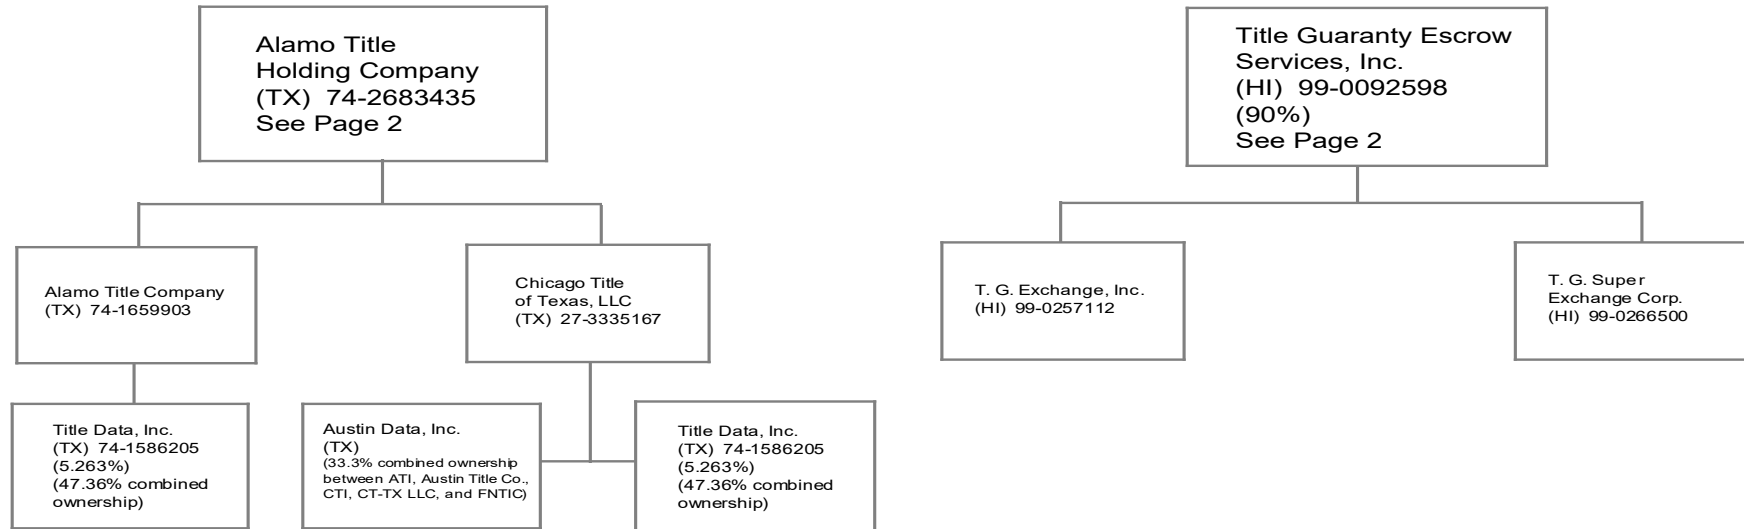 Alamo Title
Holding Company
(TX) 74-2683435
See Page 2
Title Guaranty Escrow
Services, Inc.
(HI) 99-0092598
(90%)
See Page 2
Alamo Title Company
(TX) 74-1659903
Chicago Title
of Texas, LLC
(TX) 27-3335167
T. G. Exchange, Inc.
(HI) 99-0257112
T. G. Super
Exchange Corp.
(HI) 99-0266500
Title Data, Inc.
(TX) 74-1586205
(5.263%)
(47.36% combined
ownership)
Austin Data, Inc.
(TX)
(33.3% combined ownership
between ATI, Austin Title Co.,
CTI, CT-TX LLC, and FNTIC)
Title Data, Inc.
(TX) 74-1586205
(5.263%)
(47.36% combined
ownership)